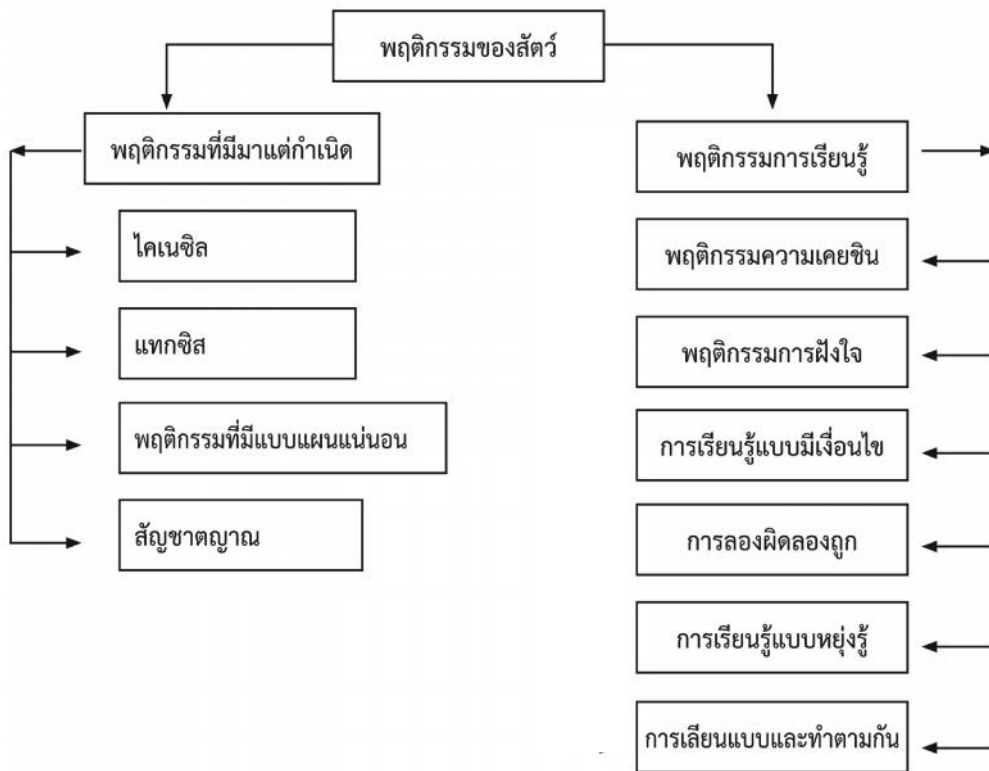 พฤติกรรมของสัตว์
พฤติกรรมที่มีมาแต่กำเนิด
ไคเนซิล
แทกซิส
พฤติกรรมที่มีแบบแผนแน่นอน
สัญชาตญาณ
พฤติกรรมการเรียนรู้
พฤติกรรมความเคยชิน
พฤติกรรมการฝังใจ
การเรียนรู้แบบมีเงื่อนไข
การลองผิดลองถูก
การเรียนรู้แบบหยุ่งรู้
การเลียนแบบและทำตามกัน